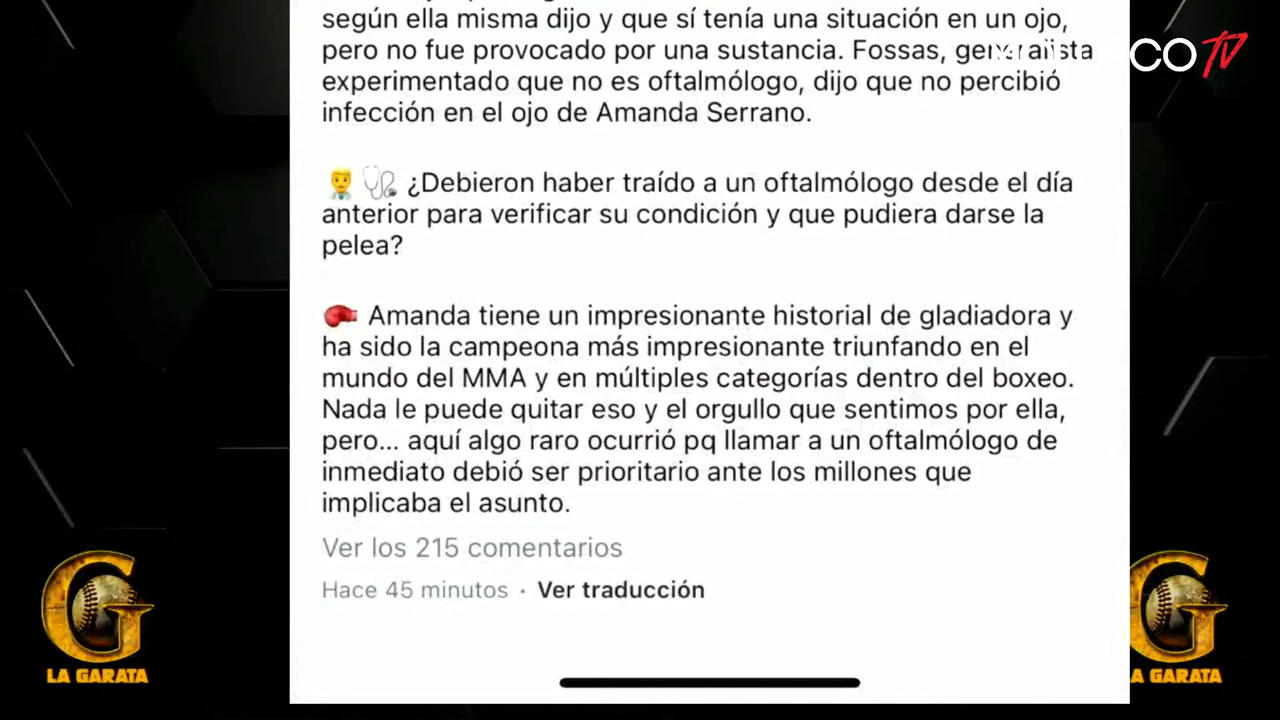 según ella misma dijo y que sí tenía una situación en un ojo,
pero no fue provocado por una sustancia. Fossas, generalista
experimentado que no es oftalmólogo, dijo que no percibió
infección en el ojo de Amanda Serrano.
¿Debieron haber traído a un oftalmólogo desde el día
anterior para verificar su condición y que pudiera darse la
pelea?
Amanda tiene un impresionante historial de gladiadora y
ha sido la campeona más impresionante triunfando en el
mundo del MMA y en múltiples categorías dentro del boxeo.
Nada le puede quitar eso y el orgullo que sentimos por ella,
pero... aquí algo raro ocurrió pq llamar a un oftalmólogo de
inmediato debió ser prioritario ante los millones que
implicaba el asunto.
Ver los 215 comentarios
Hace 45 minutos · Ver traducción
TV
G
LA GARATA
G
A GARATA